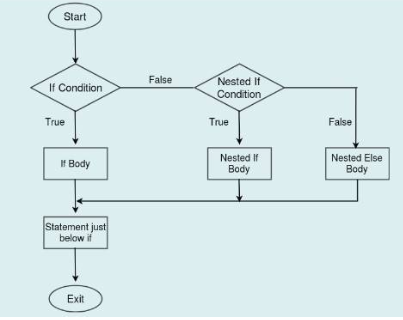 Start
If Condition
False
Nested If
Condition
True
True
False
If Body
Nested If
Body
Nested Else
Body
Statement just
below if
Exit